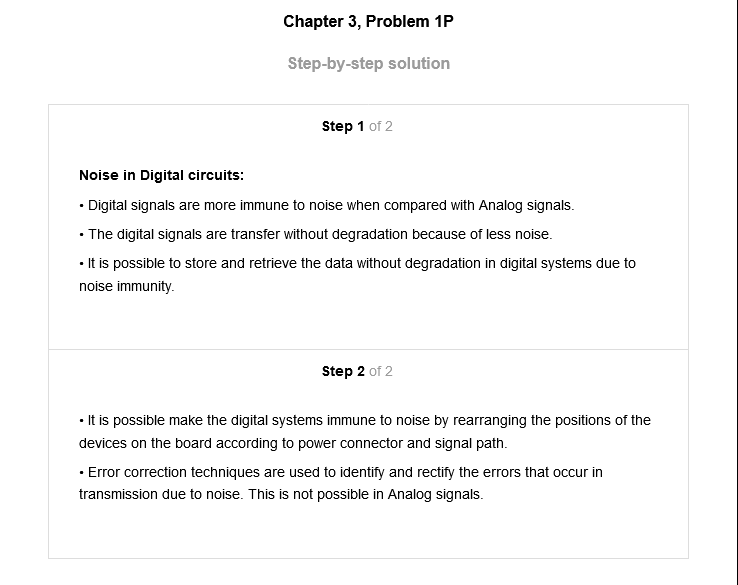 Chapter 3, Problem 1P
Step-by-step solution
Step 1 of 2
Noise in Digital circuits:
• Digital signals are more immune to noise when compared with Analog signals.
• The digital signals are transfer without degradation because of less noise.
• It is possible to store and retrieve the data without degradation in digital systems due to
noise immunity.
Step 2 of 2
• It is possible make the digital systems immune to noise by rearranging the positions of the
devices on the board according to power connector and signal path.
• Error correction techniques are used to identify and rectify the errors that occur in
transmission due to noise. This is not possible in Analog signals.